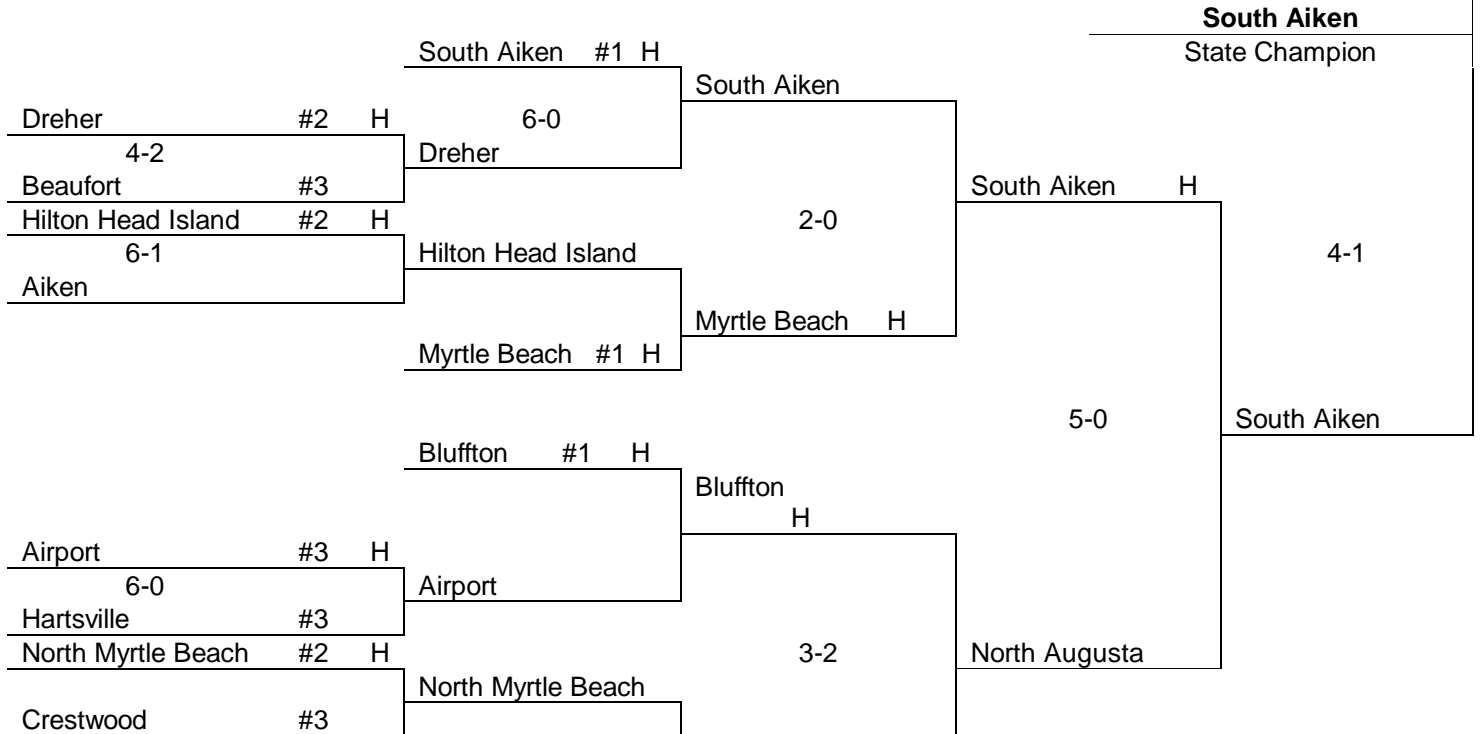 South Aiken
South Aiken #1 H State Champion
South Aiken
Dreher #2 H 6-0
4-2 Dreher
Beaufort #3 South Aiken H
Hilton Head Island #2 H 2-0
6-1 Hilton Head Island 4-1
Aiken
Myrtle Beach H
Myrtle Beach #1 H
5-0 South Aiken
Bluffton #1 H
Bluffton
H
Airport #3 H
6-0 Airport
Hartsville #3
North Myrtle Beach #2 H 3-2 North Augusta
North Myrtle Beach
Crestwood #3